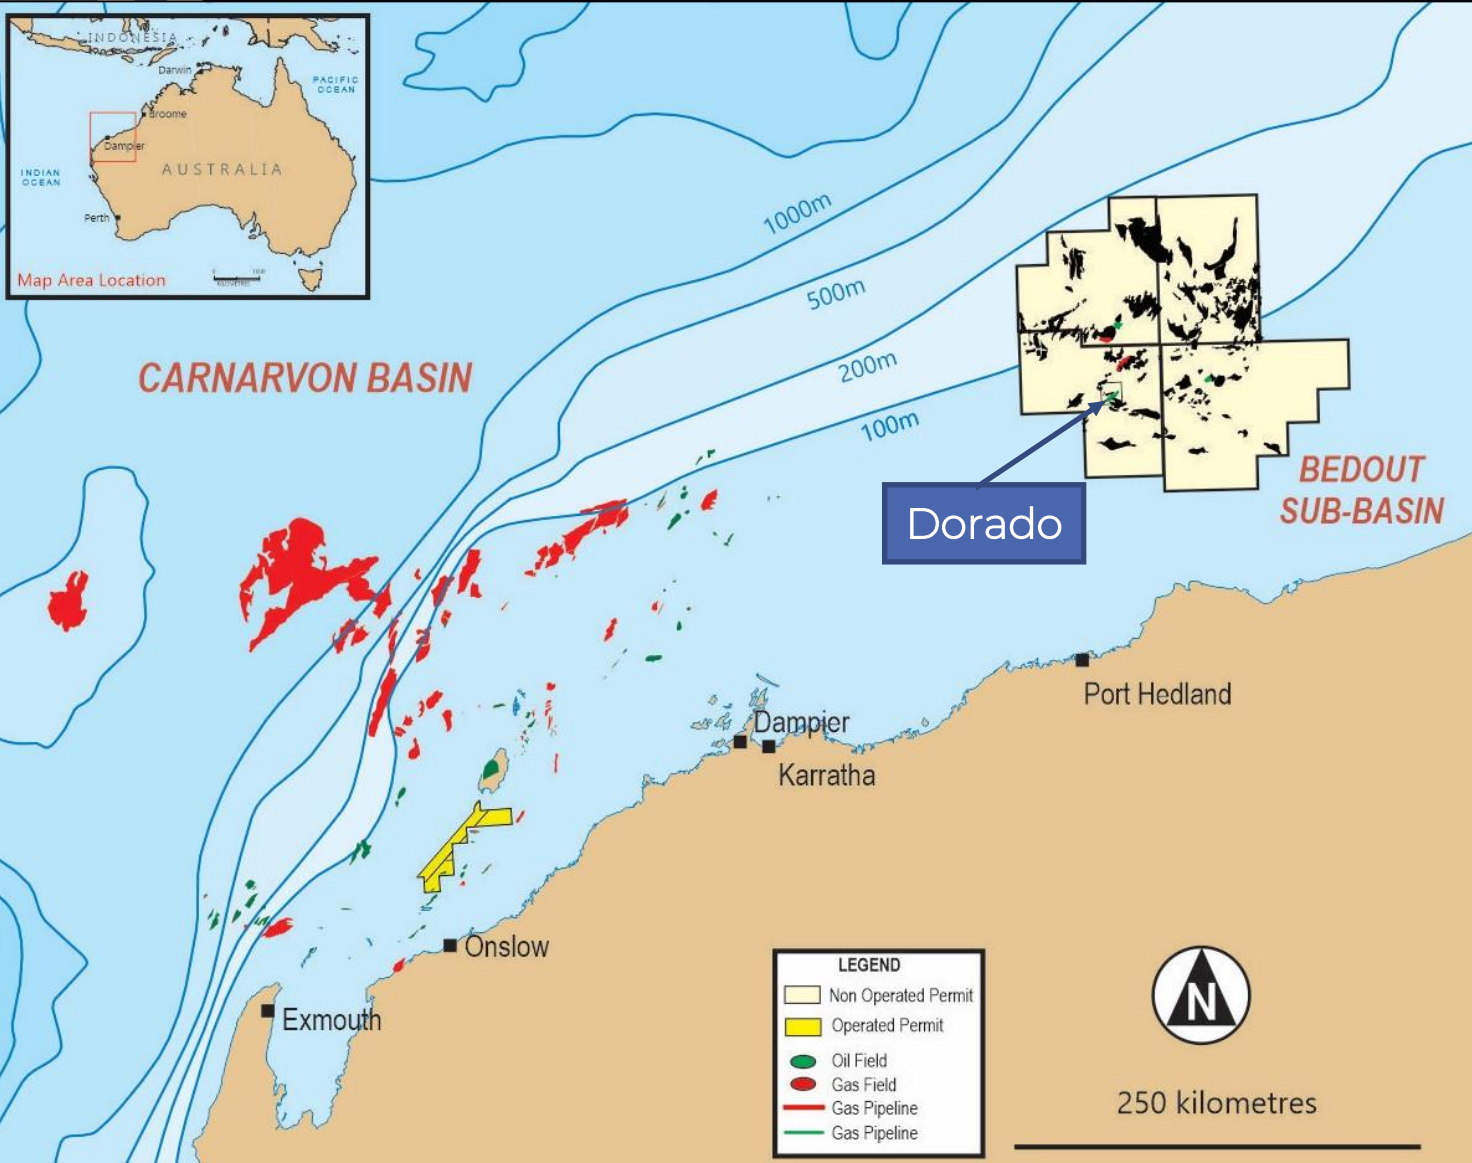 INDONESIA
Darwin
PACIFIC
OCEAN
Broome
Dampier
INDIAN
OCEAN
AUSTRALIA
Perth
Map Area Location
1000m
500m
200m
100m
CARNARVON BASIN
Dorado
BEDOUT
SUB-BASIN
Port Hedland
Dampier
Karratha
Onslow
Exmouth
LEGEND
Non Operated Permit
Operated Permit
Oil Field
Gas Field
Gas Pipeline
Gas Pipeline
N
250 kilometres